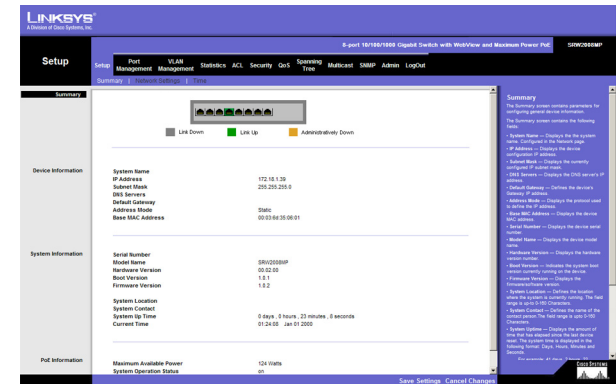 LINKSYS®
A Division of Cisco Systems, Inc.
8-port 10/100/1000 Gigabit Switch with WebView and Maximum Power PoE
SRW2008MP
Setup
Setup
Port Management
VLAN Management
Statistics
ACL
Security
QoS
Spanning Tree
Multicast
SNMP
Admin
LogOut
Summary | Network Settings | Time
Summary
Link Down
Link Up
Administratively Down
Device Information
System Name
IP Address 172.16.1.39
Subnet Mask 255.255.255.0
DNS Servers
Default Gateway
Address Mode Static
Base MAC Address 00:03:6d:35:06:01
System Information
Serial Number
Model Name SRW2008MP
Hardware Version 00.02.00
Boot Version 1.0.1
Firmware Version 1.0.2
System Location
System Contact
System Up Time 0 days , 0 hours , 23 minutes , 8 seconds
Current Time 01:24:00 Jan 01 2000
PoE Information
Maximum Available Power 124 Watts
System Operation Status on
Summary
The Summary screen contains parameters for
configuring general device information.
The Summary screen contains the following
fields:
• System Name — Displays the the system
name. Configured in the Network page.
• IP Address — Displays the device
configuration IP address.
• Subnet Mask — Displays the currently
configured IP subnet mask.
• DNS Servers — Displays the DNS server's IP
address.
• Default Gateway — Defines the device's
Gateway IP address.
• Address Mode — Displays the protocol used
to define the IP address.
• Base MAC Address — Displays the device
MAC address.
• Serial Number — Displays the device serial
number.
• Model Name — Displays the device model
name.
• Hardware Version — Displays the hardware
version number.
• Boot Version — Indicates the system boot
version currently running on the device.
• Firmware Version — Displays the
firmware/software version.
• System Location — Defines the location
where the system is currently running. The field
range is up to 0-160 Characters.
• System Contact — Defines the name of the
contact person. The field range is upto 0-160
Characters.
• System Uptime — Displays the amount of
time that has elapsed since the last device
reset. The system time is displayed in the
following format: Days, Hours, Minutes and
Seconds.
Save Settings
Cancel Changes
CISCO SYSTEMS